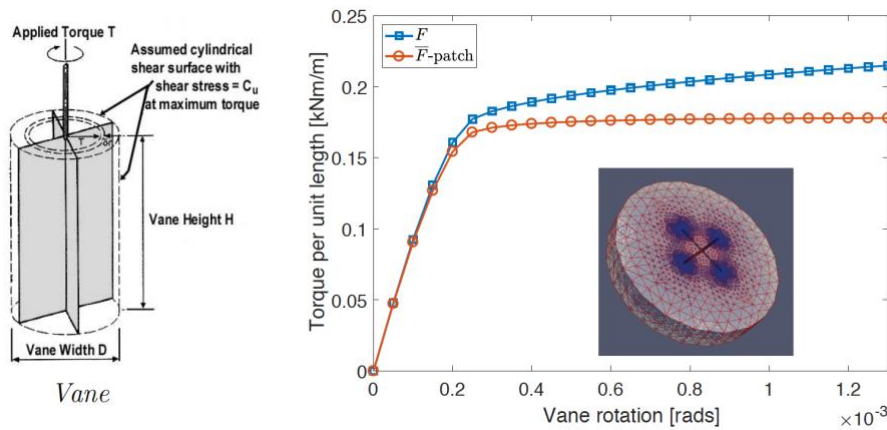 Applied Torque T
Assumed cylindrical
shear surface with
shear stress = Cu
at maximum torque
Vane Height H
Vane Width D
Vane
0.25
0.2
0.15
0.1
0.05
0
Torque per unit length [kNm/m]
F
F̅-patch
0 0.2 0.4 0.6 0.8 1 1.2
Vane rotation [rads]
×10⁻³